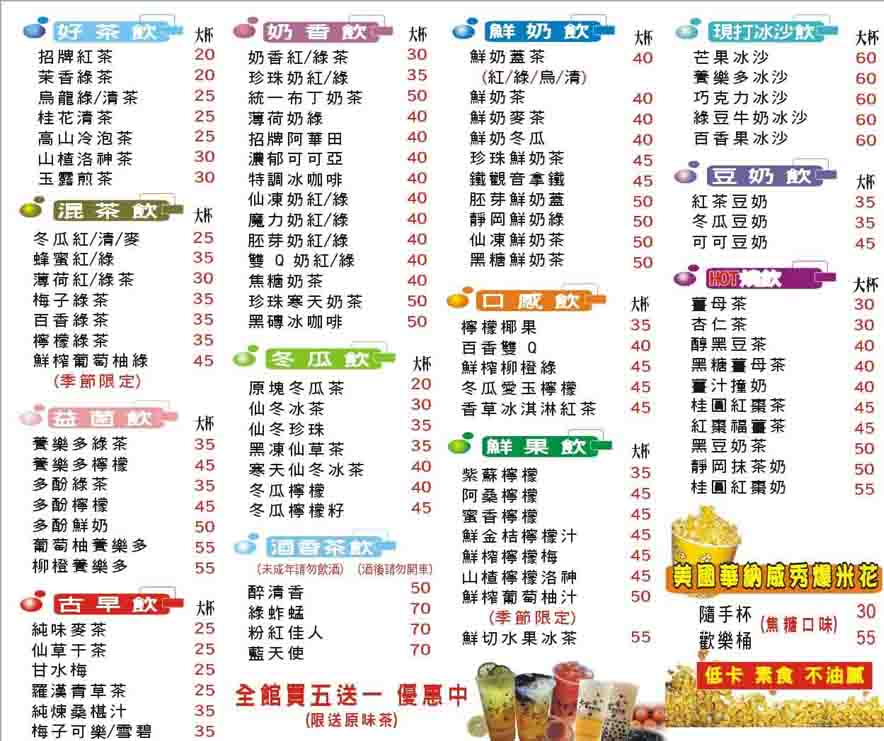 好茶飲 大杯
招牌紅茶 20
茉香綠茶 20
烏龍綠/清茶 25
桂花清茶 25
高山冷泡茶 25
山楂洛神茶 30
玉露煎茶 30
混茶飲 大杯
冬瓜紅/清/麥 25
蜂蜜紅/綠 35
薄荷紅/綠茶 30
梅子綠茶 35
百香綠茶 35
檸檬綠茶 35
鮮榨葡萄柚綠 45
(季節限定)
益菌飲 大杯
養樂多綠茶 35
養樂多檸檬 45
多酚綠茶 35
多酚檸檬 45
多酚鮮奶 50
葡萄柚養樂多 55
柳橙養樂多 55
古早飲 大杯
純味麥茶 25
仙草干茶 25
甘水梅 25
羅漢青草茶 25
純煉桑椹汁 35
梅子可樂/雪碧 35
奶香飲 大杯
奶香紅/綠茶 30
珍珠奶紅/綠 35
統一布丁奶茶 50
薄荷奶綠 40
招牌阿華田 40
濃郁可可亞 40
特調冰咖啡 40
仙凍奶紅/綠 40
魔力奶紅/綠 40
胚芽奶紅/綠 40
雙 Q 奶紅/綠 40
焦糖奶茶 40
珍珠寒天奶茶 50
黑磚冰咖啡 50
冬瓜飲 大杯
原塊冬瓜茶 20
仙冬冰茶 30
仙冬珍珠 35
黑凍仙草茶 35
寒天仙冬冰茶 40
冬瓜檸檬 40
冬瓜檸檬籽 45
酒香茶飲 大杯
(未成年請勿飲酒) (酒後請勿開車)
醉清香 50
綠蚱蜢 70
粉紅佳人 70
藍天使 70
全館買五送一 優惠中
(限送原味茶)
鮮奶飲 大杯
鮮奶蓋茶 40
(紅/綠/烏/清)
鮮奶茶 40
鮮奶麥茶 40
鮮奶冬瓜 40
珍珠鮮奶茶 45
鐵觀音拿鐵 45
胚芽鮮奶蓋 50
靜岡鮮奶綠 50
仙凍鮮奶茶 50
黑糖鮮奶茶 50
口感飲 大杯
檸檬椰果 35
百香雙 Q 40
鮮榨柳橙綠 45
冬瓜愛玉檸檬 45
香草冰淇淋紅茶 45
鮮果飲 大杯
紫蘇檸檬 35
阿桑檸檬 45
蜜香檸檬 45
鮮金桔檸檬汁 45
鮮榨檸檬梅 45
山楂檸檬洛神 45
鮮榨葡萄柚汁 50
(季節限定)
鮮切水果冰茶 55
現打冰沙飲 大杯
芒果冰沙 60
養樂多冰沙 60
巧克力冰沙 60
綠豆牛奶冰沙 60
百香果冰沙 60
豆奶飲 大杯
紅茶豆奶 35
冬瓜豆奶 35
可可豆奶 45
HOT燒飲 大杯
薑母茶 30
杏仁茶 30
醇黑豆茶 40
黑糖薑母茶 40
薑汁撞奶 40
桂圓紅棗茶 45
紅棗福薑茶 45
黑豆奶茶 50
靜岡抹茶奶 50
桂圓紅棗奶 55
美國華納威秀爆米花
隨手杯 (焦糖口味) 30
歡樂桶 55
低卡 素食 不油膩